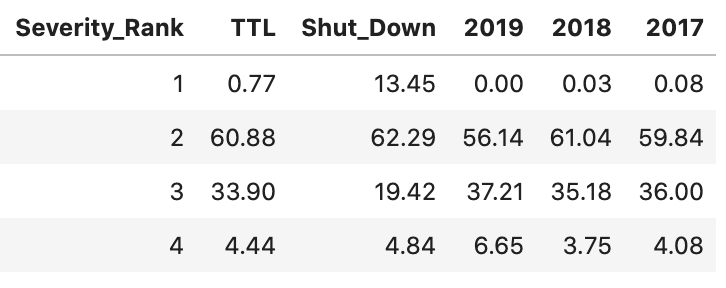 Severity_Rank TTL Shut_Down 2019 2018 2017
1 0.77 13.45 0.00 0.03 0.08
2 60.88 62.29 56.14 61.04 59.84
3 33.90 19.42 37.21 35.18 36.00
4 4.44 4.84 6.65 3.75 4.08